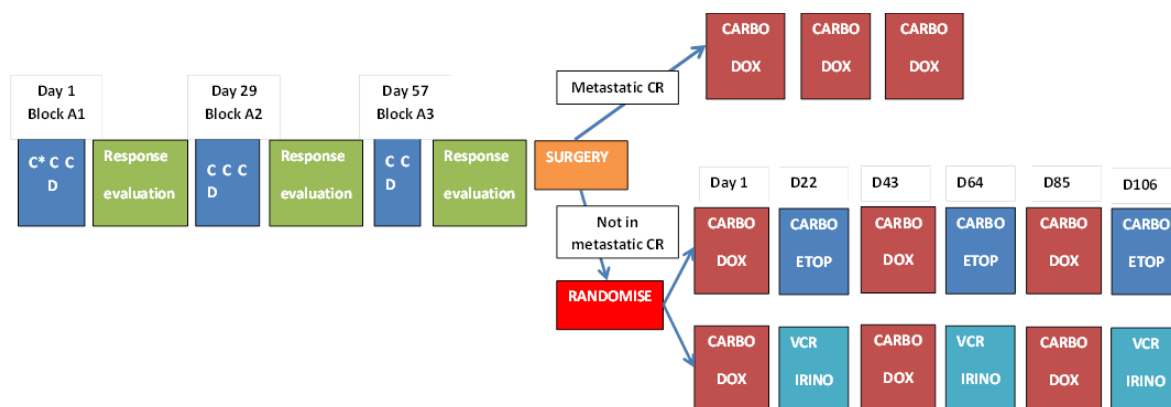 CARBO
DOX
CARBO
DOX
CARBO
DOX
Metastatic CR
Day 1
Block A1
Day 29
Block A2
Day 57
Block A3
C* C C
D
Response
evaluation
C C C
D
Response
evaluation
C C
D
Response
evaluation
SURGERY
Not in
metastatic CR
RANDOMISE
Day 1
D22
D43
D64
D85
D106
CARBO
DOX
CARBO
ETOP
CARBO
DOX
CARBO
ETOP
CARBO
DOX
CARBO
ETOP
CARBO
DOX
VCR
IRINO
CARBO
DOX
VCR
IRINO
CARBO
DOX
VCR
IRINO